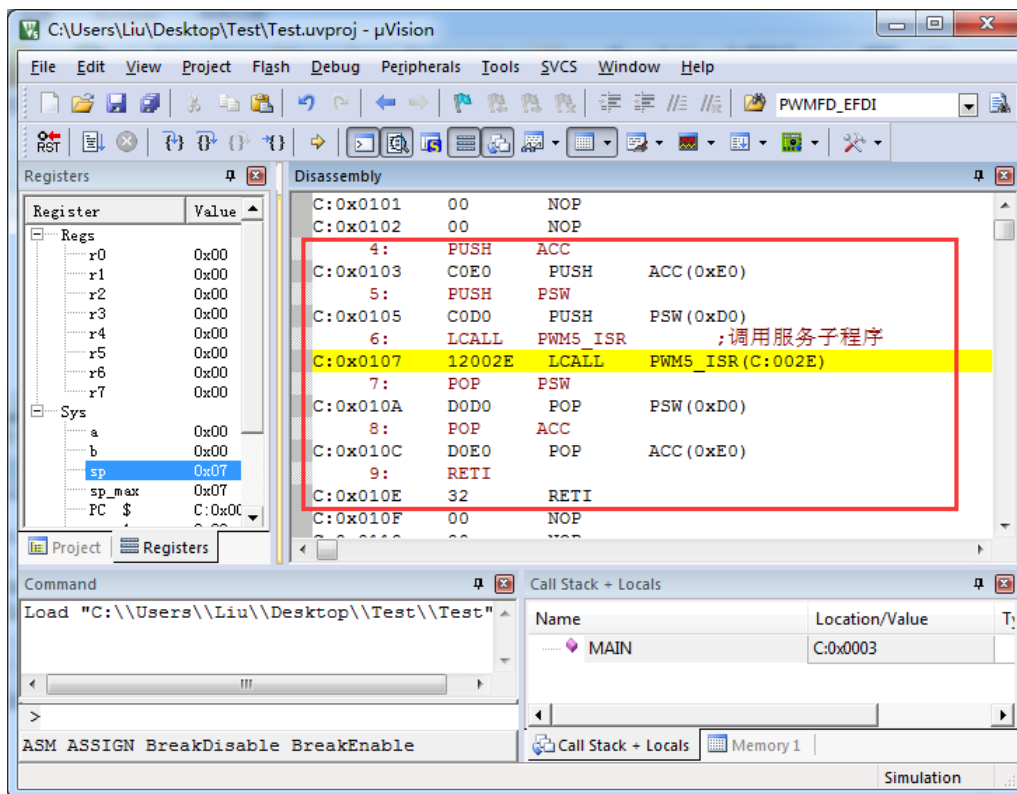 C:\Users\Liu\Desktop\Test\Test.uvproj - µVision
File Edit View Project Flash Debug Peripherals Tools SVCS Window Help
PWMFD_EFDI
RST
Registers
Register Value
Regs
r0 0x00
r1 0x00
r2 0x00
r3 0x00
r4 0x00
r5 0x00
r6 0x00
r7 0x00
Sys
a 0x00
b 0x00
sp 0x07
sp_max 0x07
PC $ C:0x00
Project Registers
Disassembly
C:0x0101 00 NOP
C:0x0102 00 NOP
4: PUSH ACC
C:0x0103 C0E0 PUSH ACC(0xE0)
5: PUSH PSW
C:0x0105 C0D0 PUSH PSW(0xD0)
6: LCALL PWM5_ISR ;调用服务子程序
C:0x0107 12002E LCALL PWM5_ISR(C:002E)
7: POP PSW
C:0x010A D0D0 POP PSW(0xD0)
8: POP ACC
C:0x010C D0E0 POP ACC(0xE0)
9: RETI
C:0x010E 32 RETI
C:0x010F 00 NOP
Command
Load "C:\\Users\\Liu\\Desktop\\Test\\Test"
>
ASM ASSIGN BreakDisable BreakEnable
Call Stack + Locals
Name Location/Value
MAIN C:0x0003
Call Stack + Locals Memory 1
Simulation